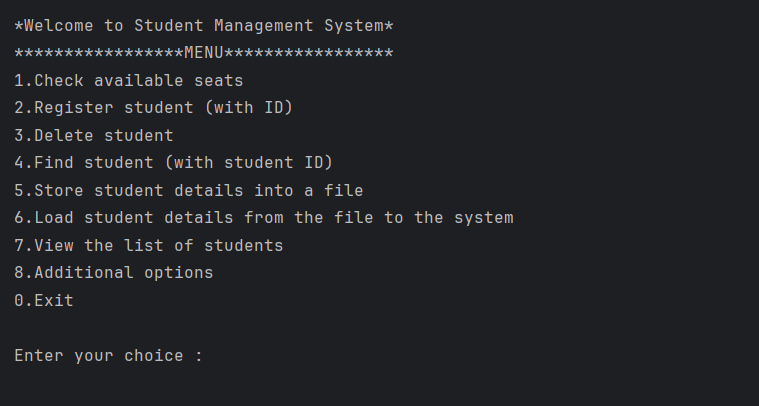 *Welcome to Student Management System*
*****************MENU*****************
1.Check available seats
2.Register student (with ID)
3.Delete student
4.Find student (with student ID)
5.Store student details into a file
6.Load student details from the file to the system
7.View the list of students
8.Additional options
0.Exit
Enter your choice :